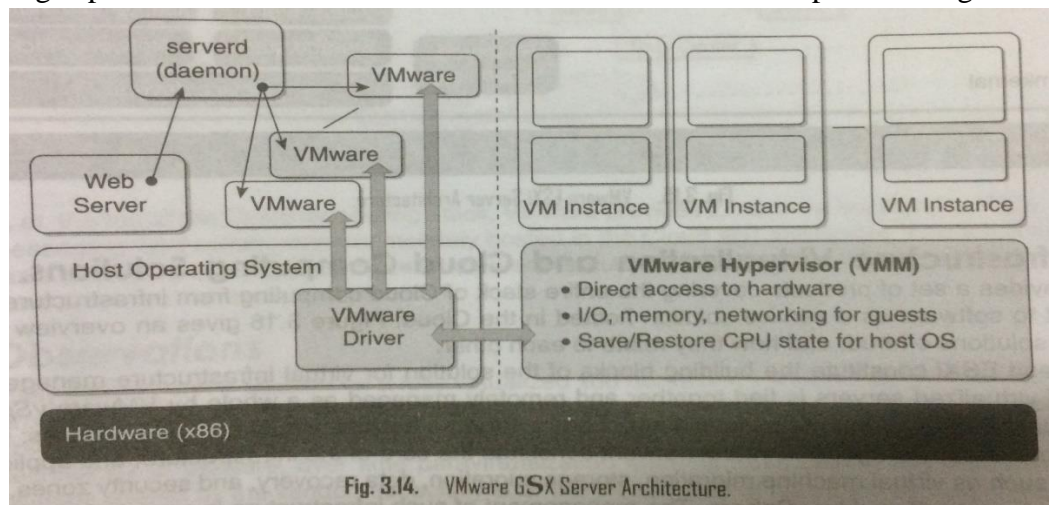 serverd
(daemon)
VMware
VMware
VMware
Web
Server
VM Instance
VM Instance
VM Instance
Host Operating System
VMware
Driver
VMware Hypervisor (VMM)
• Direct access to hardware
• I/O, memory, networking for guests
• Save/Restore CPU state for host OS
Hardware (x86)
Fig. 3.14. VMware GSX Server Architecture.